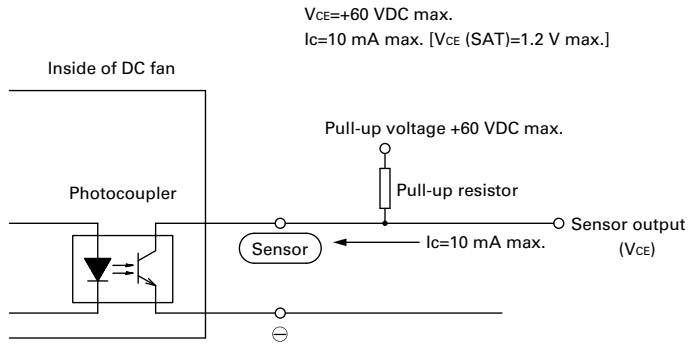 VCE=+60 VDC max.
Ic=10 mA max. [VCE (SAT)=1.2 V max.]
Inside of DC fan
Pull-up voltage +60 VDC max.
Photocoupler
Pull-up resistor
Sensor output
(VCE)
Sensor
Ic=10 mA max.
⊖